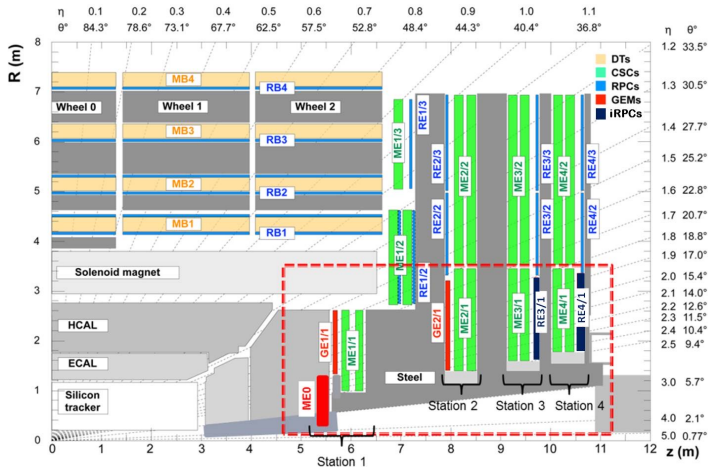 η 0.1 0.2 0.3 0.4 0.5 0.6 0.7 0.8 0.9 1.0 1.1 η θ°
θ° 84.3° 78.6° 73.1° 67.7° 62.5° 57.5° 52.8° 48.4° 44.3° 40.4° 36.8°
R (m)
8
7
6
5
4
3
2
1
0
1.2 33.5°
1.3 30.5°
1.4 27.7°
1.5 25.2°
1.6 22.8°
1.7 20.7°
1.8 18.8°
1.9 17.0°
2.0 15.4°
2.1 14.0°
2.2 12.6°
2.3 11.5°
2.4 10.4°
2.5 9.4°
3.0 5.7°
4.0 2.1°
5.0 0.77°
DTs
CSCs
RPCs
GEMs
iRPCs
MB4
RB4
Wheel 0
Wheel 1
Wheel 2
MB3
RB3
MB2
RB2
MB1
RB1
Solenoid magnet
HCAL
ECAL
Silicon
tracker
Steel
ME0
GE1/1
ME1/1
ME1/2
ME1/3
RE1/3
RE1/2
RE2/3
RE2/2
GE2/1
ME2/2
ME2/1
ME3/2
ME3/1
RE3/3
RE3/2
RE3/1
ME4/2
ME4/1
RE4/3
RE4/2
RE4/1
Station 2
Station 3
Station 4
0 1 2 3 4 5 6 7 8 9 10 11 12
z (m)
Station 1